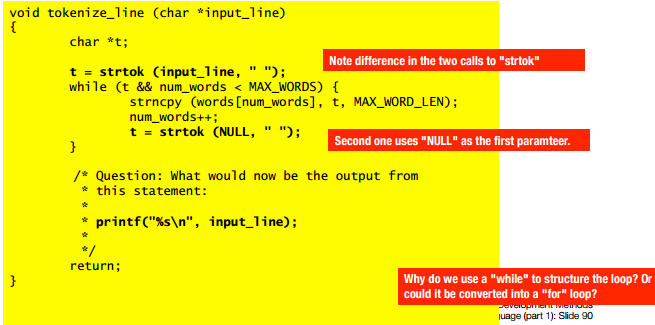 void tokenize_line (char *input_line)
{
char *t;
t = strtok (input_line, " ");
Note difference in the two calls to "strtok"
while (t && num_words < MAX_WORDS) {
strncpy (words[num_words], t, MAX_WORD_LEN);
num_words++;
t = strtok (NULL, " ");
Second one uses "NULL" as the first paramteer.
}
/* Question: What would now be the output from
* this statement:
*
* printf("%s\n", input_line);
*
*/
return;
}
Why do we use a "while" to structure the loop? Or
could it be converted into a "for" loop?
(part 1): Slide 90